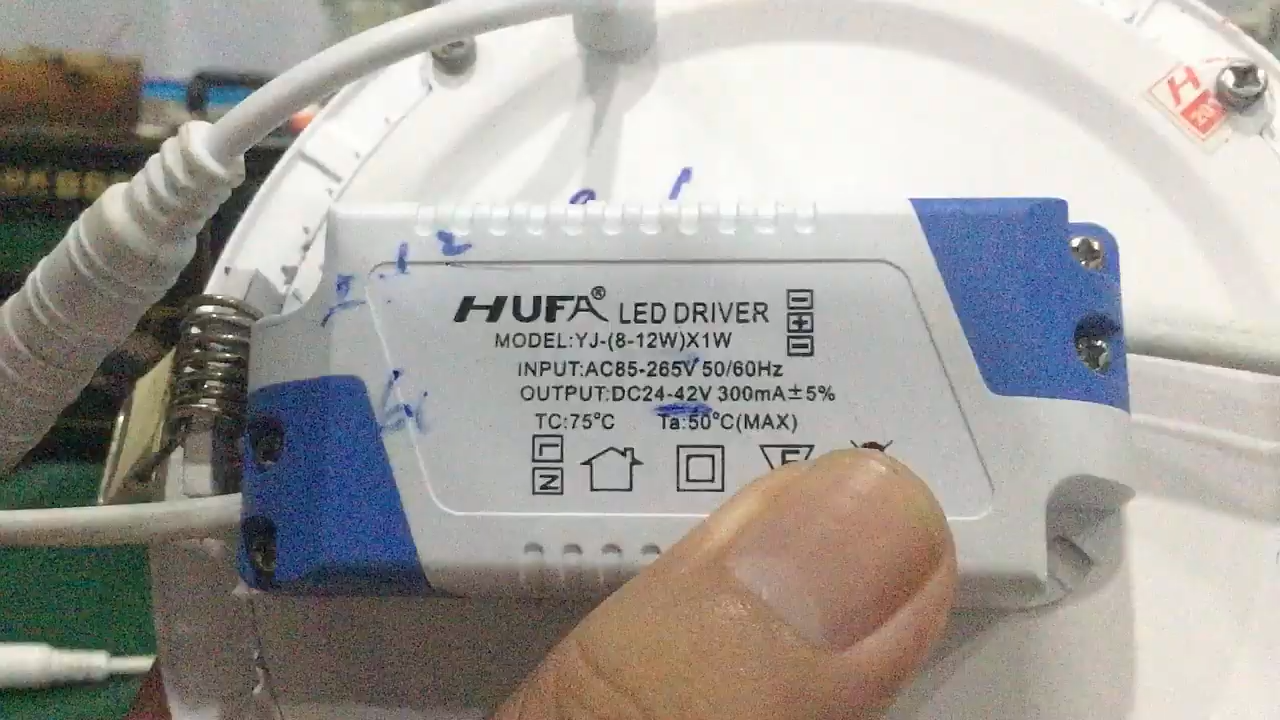 HUFA® LED DRIVER
MODEL:YJ-(8-12W)X1W
INPUT:AC85-265V 50/60Hz
OUTPUT:DC24-42V 300mA±5%
TC:75°C Ta:50°C(MAX)
L
N
F
H
201